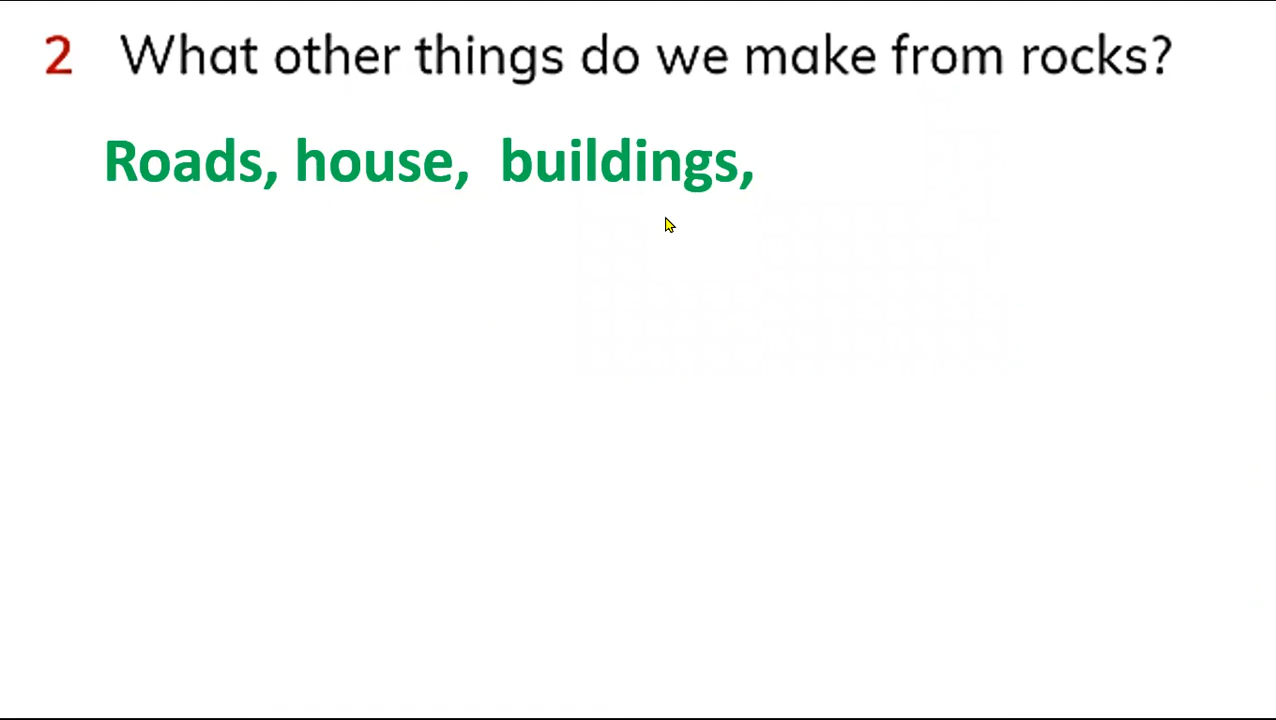 2 What other things do we make from rocks?
Roads, house, buildings,